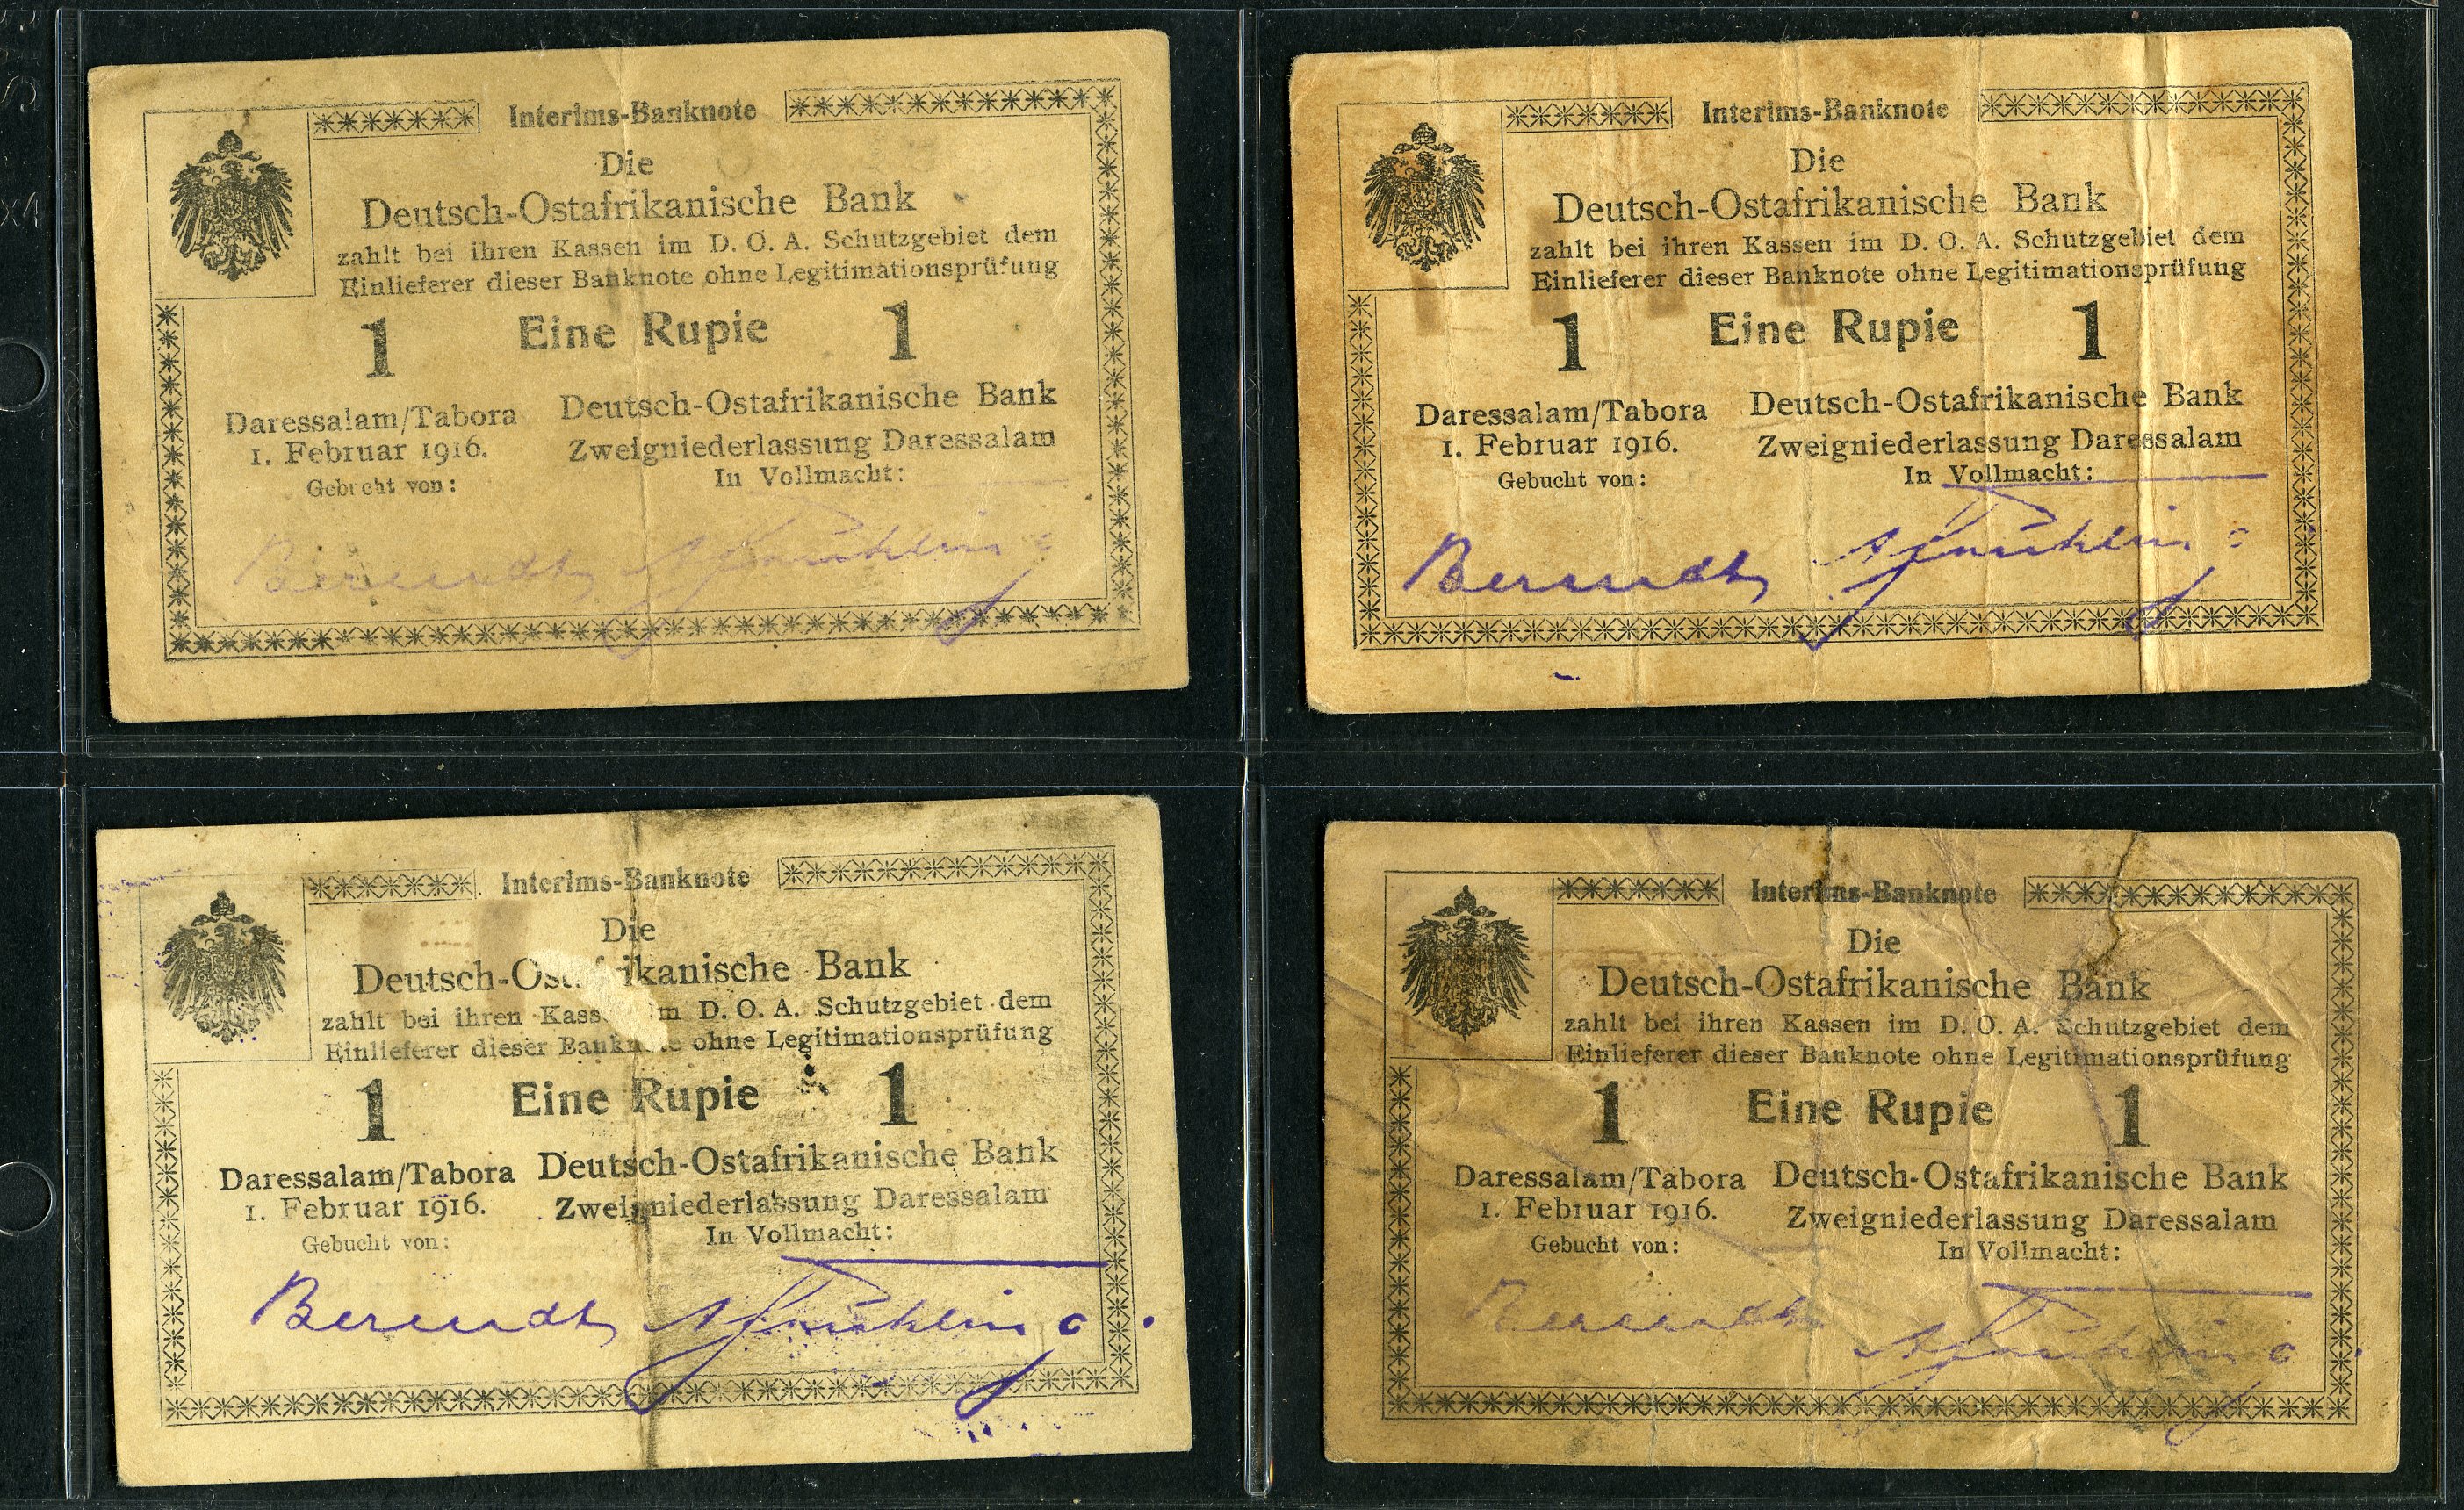 Interims-Banknote
Die
Deutsch-Ostafrikanische Bank
zahlt bei ihren Kassen im D. O. A. Schutzgebiet dem
Einlieferer dieser Banknote ohne Legitimationsprüfung
1 Eine Rupie 1
Daressalam/Tabora Deutsch-Ostafrikanische Bank
1. Februar 1916. Zweigniederlassung Daressalam
Gebucht von: In Vollmacht:
Berendt
Interims-Banknote
Die
Deutsch-Ostafrikanische Bank
zahlt bei ihren Kassen im D. O. A. Schutzgebiet dem
Einlieferer dieser Banknote ohne Legitimationsprüfung
1 Eine Rupie 1
Daressalam/Tabora Deutsch-Ostafrikanische Bank
1. Februar 1916. Zweigniederlassung Daressalam
Gebucht von: In Vollmacht:
Berendt
Interims-Banknote
Die
Deutsch-Os ikanische Bank
zahlt bei ihren Kass m D. O. A. Schutzgebiet dem
Einlieferer dieser Bankn e ohne Legitimationsprüfung
1 Eine Rupie 1
Daressalam/Tabora Deutsch-Ostafrikanische Bank
1. Februar 1916. Zweigniederlassung Daressalam
Gebucht von: In Vollmacht:
Berendt
Interims-Banknote
Die
Deutsch-Ostafrikanische Bank
zahlt bei ihren Kassen im D. O. A. Schutzgebiet dem
Einlieferer dieser Banknote ohne Legitimationsprüfung
1 Eine Rupie 1
Daressalam/Tabora Deutsch-Ostafrikanische Bank
1. Februar 1916. Zweigniederlassung Daressalam
Gebucht von: In Vollmacht:
Berendt